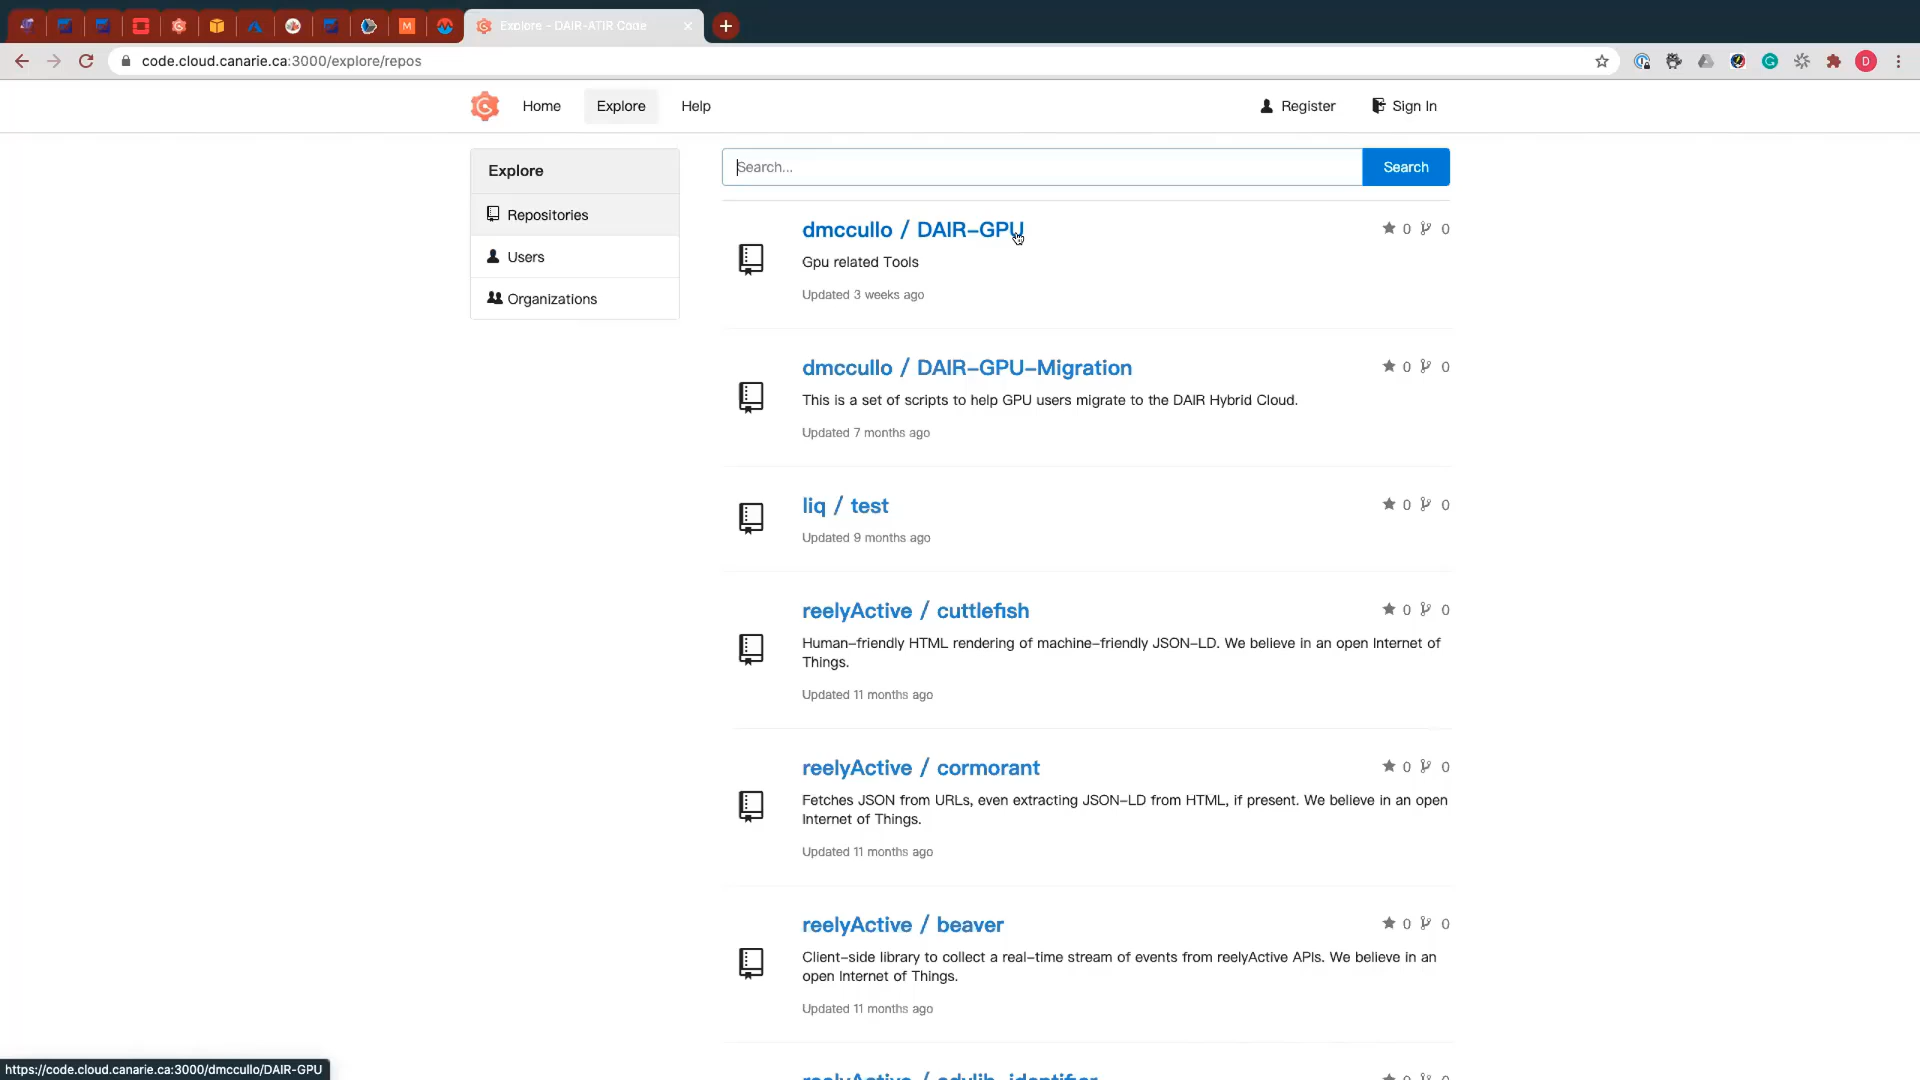 Explore - DAIR-ATIR Code
code.cloud.canarie.ca:3000/explore/repos
D
Home
Explore
Help
Register
Sign In
Explore
Repositories
Users
Organizations
Search...
Search
dmccullo / DAIR-GPU
0 0
Gpu related Tools
Updated 3 weeks ago
dmccullo / DAIR-GPU-Migration
0 0
This is a set of scripts to help GPU users migrate to the DAIR Hybrid Cloud.
Updated 7 months ago
liq / test
0 0
Updated 9 months ago
reelyActive / cuttlefish
0 0
Human-friendly HTML rendering of machine-friendly JSON-LD. We believe in an open Internet of
Things.
Updated 11 months ago
reelyActive / cormorant
0 0
Fetches JSON from URLs, even extracting JSON-LD from HTML, if present. We believe in an open
Internet of Things.
Updated 11 months ago
reelyActive / beaver
0 0
Client-side library to collect a real-time stream of events from reelyActive APIs. We believe in an
open Internet of Things.
Updated 11 months ago
reelyActive /
https://code.cloud.canarie.ca:3000/dmccullo/DAIR-GPU